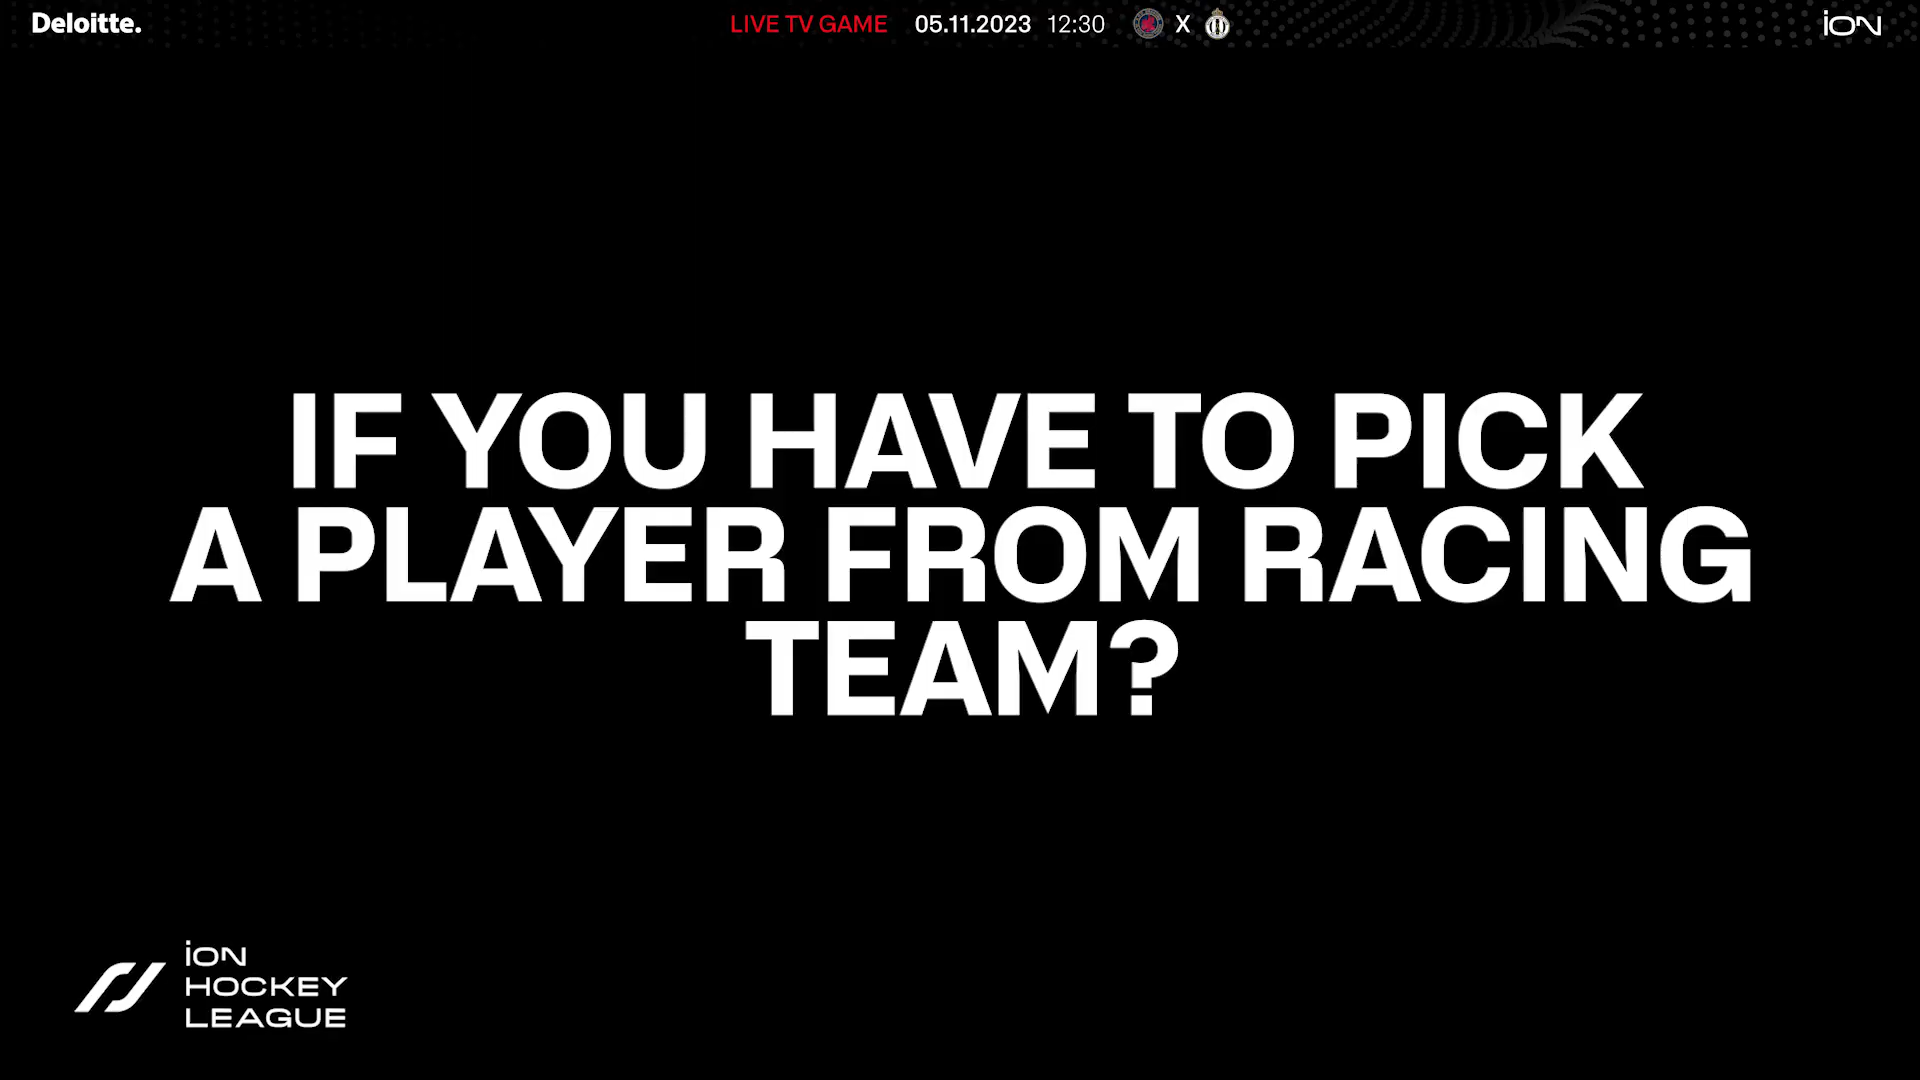 Deloitte.
LIVE TV GAME 05.11.2023 12:30 X
iON
IF YOU HAVE TO PICK
A PLAYER FROM RACING
TEAM?
iON
HOCKEY
LEAGUE